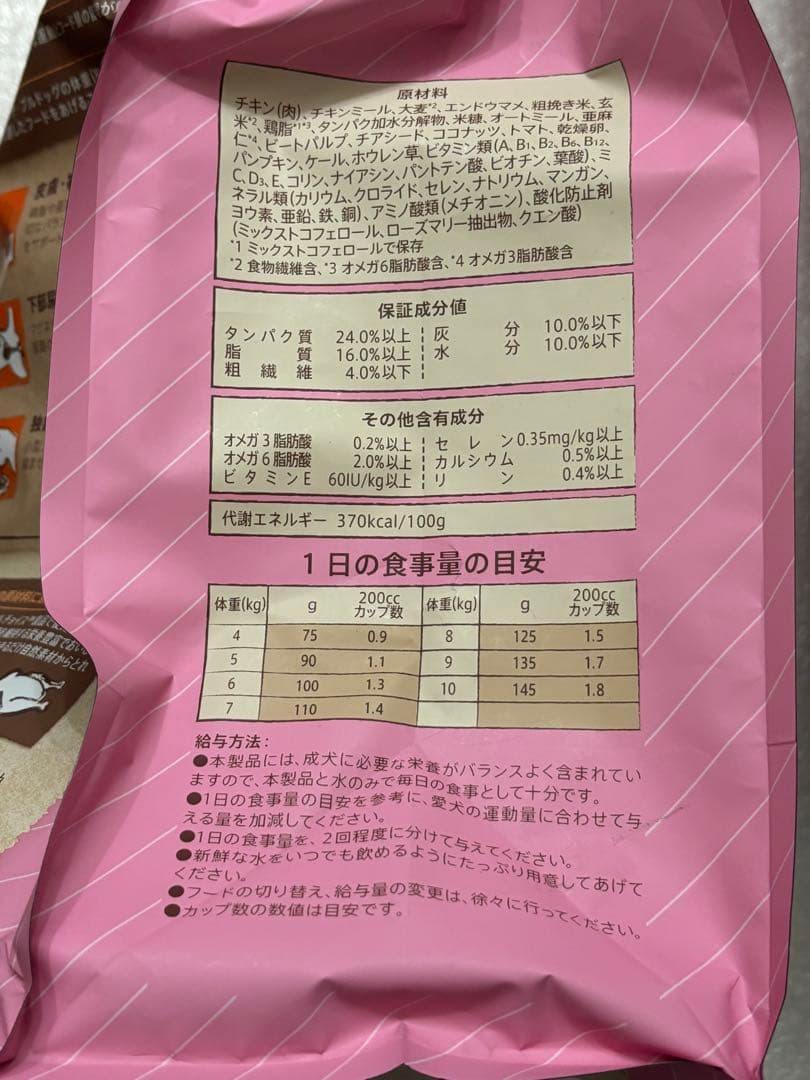 原材料
チキン(肉)、チキンミール、大麦*2、エンドウマメ、粗挽き米、玄
米*2、鶏脂*1*3、タンパク加水分解物、米糠、オートミール、亜麻
仁*4、ビートパルプ、チアシード、ココナッツ、トマト、乾燥卵、
パンプキン、ケール、ホウレン草、ビタミン類(A、B1、B2、B6、B12、
C、D3、E、コリン、ナイアシン、パントテン酸、ビオチン、葉酸)、ミ
ネラル類(カリウム、クロライド、セレン、ナトリウム、マンガン、
ヨウ素、亜鉛、鉄、銅)、アミノ酸類(メチオニン)、酸化防止剤
(ミックストコフェロール、ローズマリー抽出物、クエン酸)
*1 ミックストコフェロールで保存
*2 食物繊維含、*3 オメガ6脂肪酸含、*4 オメガ3脂肪酸含
保証成分値
タンパク質 24.0%以上 灰分 10.0%以下
脂質 16.0%以上 水分 10.0%以下
粗繊維 4.0%以下
その他含有成分
オメガ3脂肪酸 0.2%以上 セレン 0.35mg/kg以上
オメガ6脂肪酸 2.0%以上 カルシウム 0.5%以上
ビタミンE 60IU/kg以上 リン 0.4%以上
代謝エネルギー 370kcal/100g
1日の食事量の目安
体重(kg) g 200cc カップ数 体重(kg) g 200cc カップ数
4 75 0.9 8 125 1.5
5 90 1.1 9 135 1.7
6 100 1.3 10 145 1.8
7 110 1.4
給与方法:
●本製品には、成犬に必要な栄養がバランスよく含まれてい
ますので、本製品と水のみで毎日の食事として十分です。
●1日の食事量の目安を参考に、愛犬の運動量に合わせて与
える量を加減してください。
●1日の食事量を、2回程度に分けて与えてください。
●新鮮な水をいつでも飲めるようにたっぷり用意してあげて
ください。
●フードの切り替え、給与量の変更は、徐々に行ってください。
●カップ数の数値は目安です。